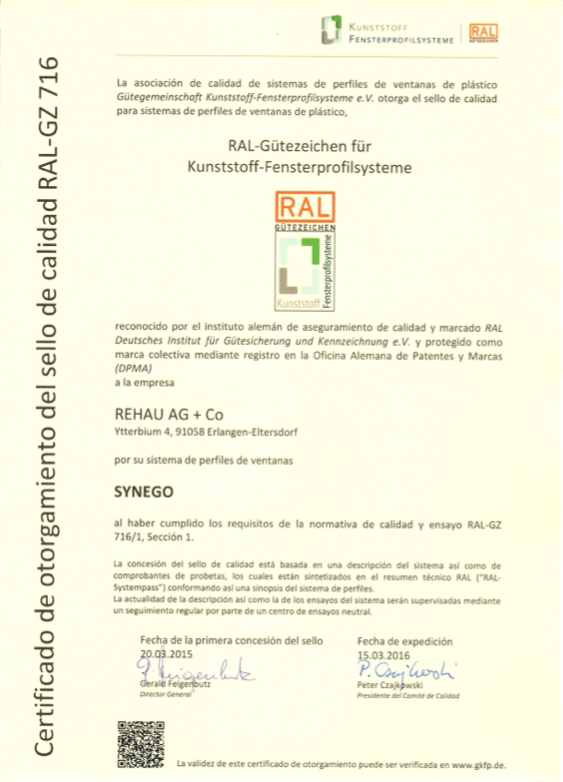 KUNSTSTOFF
FENSTERPROFILSYSTEME
RAL
GÜTEZEICHEN
Certificado de otorgamiento del sello de calidad RAL-GZ 716
La asociación de calidad de sistemas de perfiles de ventanas de plástico
Gütegemeinschaft Kunststoff-Fensterprofilsysteme e.V. otorga el sello de calidad
para sistemas de perfiles de ventanas de plástico,
RAL-Gütezeichen für
Kunststoff-Fensterprofilsysteme
RAL
GÜTEZEICHEN
Kunststoff
Fensterprofilsysteme
reconocido por el instituto alemán de aseguramiento de calidad y marcado RAL
Deutsches Institut für Gütesicherung und Kennzeichnung e.V. y protegido como
marca colectiva mediante registro en la Oficina Alemana de Patentes y Marcas
(DPMA)
a la empresa
REHAU AG + Co
Ytterbium 4, 91058 Erlangen-Eltersdorf
por su sistema de perfiles de ventanas
SYNEGO
al haber cumplido los requisitos de la normativa de calidad y ensayo RAL-GZ
716/1, Sección 1.
La concesión del sello de calidad está basada en una descripción del sistema así como de
comprobantes de probetas, los cuales están sintetizados en el resumen técnico RAL ("RAL-
Systempass") conformando así una sinopsis del sistema de perfiles.
La actualidad de la descripción así como la de los ensayos del sistema serán supervisadas mediante
un seguimiento regular por parte de un centro de ensayos neutral.
Fecha de la primera concesión del sello
20.03.2015
Gerald Feigenbutz
Director General
Fecha de expedición
15.03.2016
P. Czajkowski
Peter Czajkowski
Presidente del Comité de Calidad
La validez de este certificado de otorgamiento puede ser verificada en www.gkfp.de.